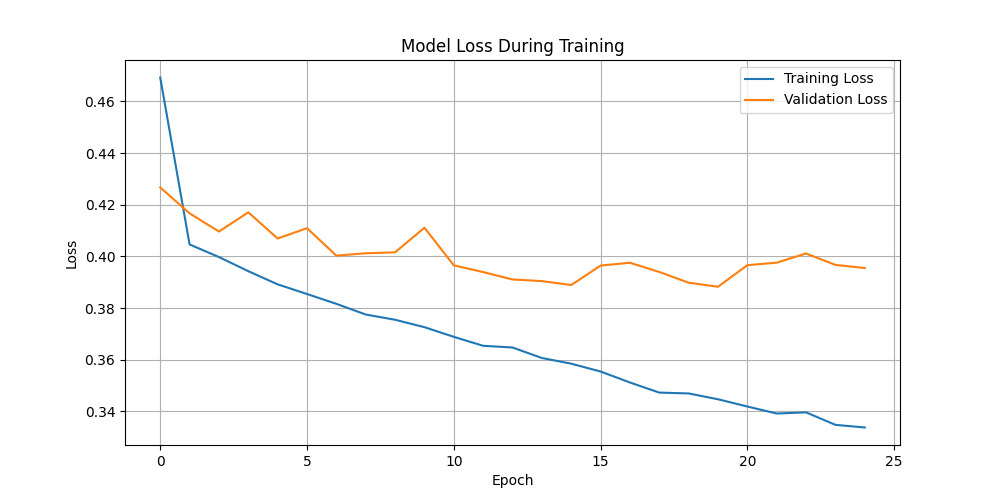 Model Loss During Training
Training Loss
Validation Loss
Loss
0.46
0.44
0.42
0.40
0.38
0.36
0.34
0 5 10 15 20 25
Epoch